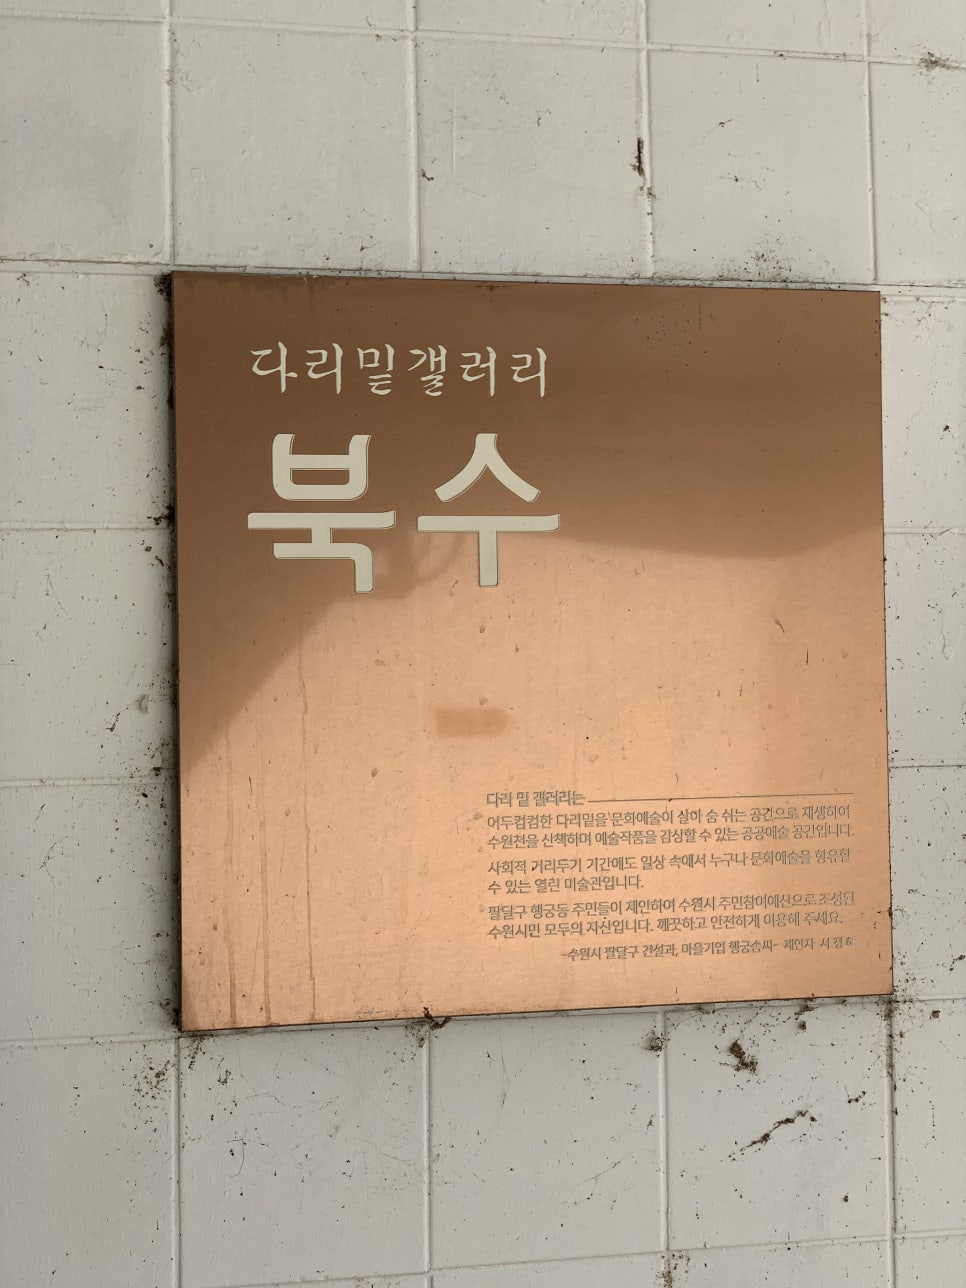 다리밑갤러리
북수
다리 밑 갤러리는
어두컴컴한 다리밑을 문화예술이 살아 숨 쉬는 공간으로 재생하여
수원천을 산책하며 예술작품을 감상할 수 있는 공공예술 공간입니다.
사회적 거리두기 기간에도 일상 속에서 누구나 문화예술을 향유할
수 있는 열린 미술관입니다.
팔달구 행궁동 주민들이 제안하여 수원시 주민참여예산으로 조성된
수원시민 모두의 자산입니다. 깨끗하고 안전하게 이용해 주세요.
-수원시 팔달구 건설과, 마을기업 행궁솜씨- 제안자 서정